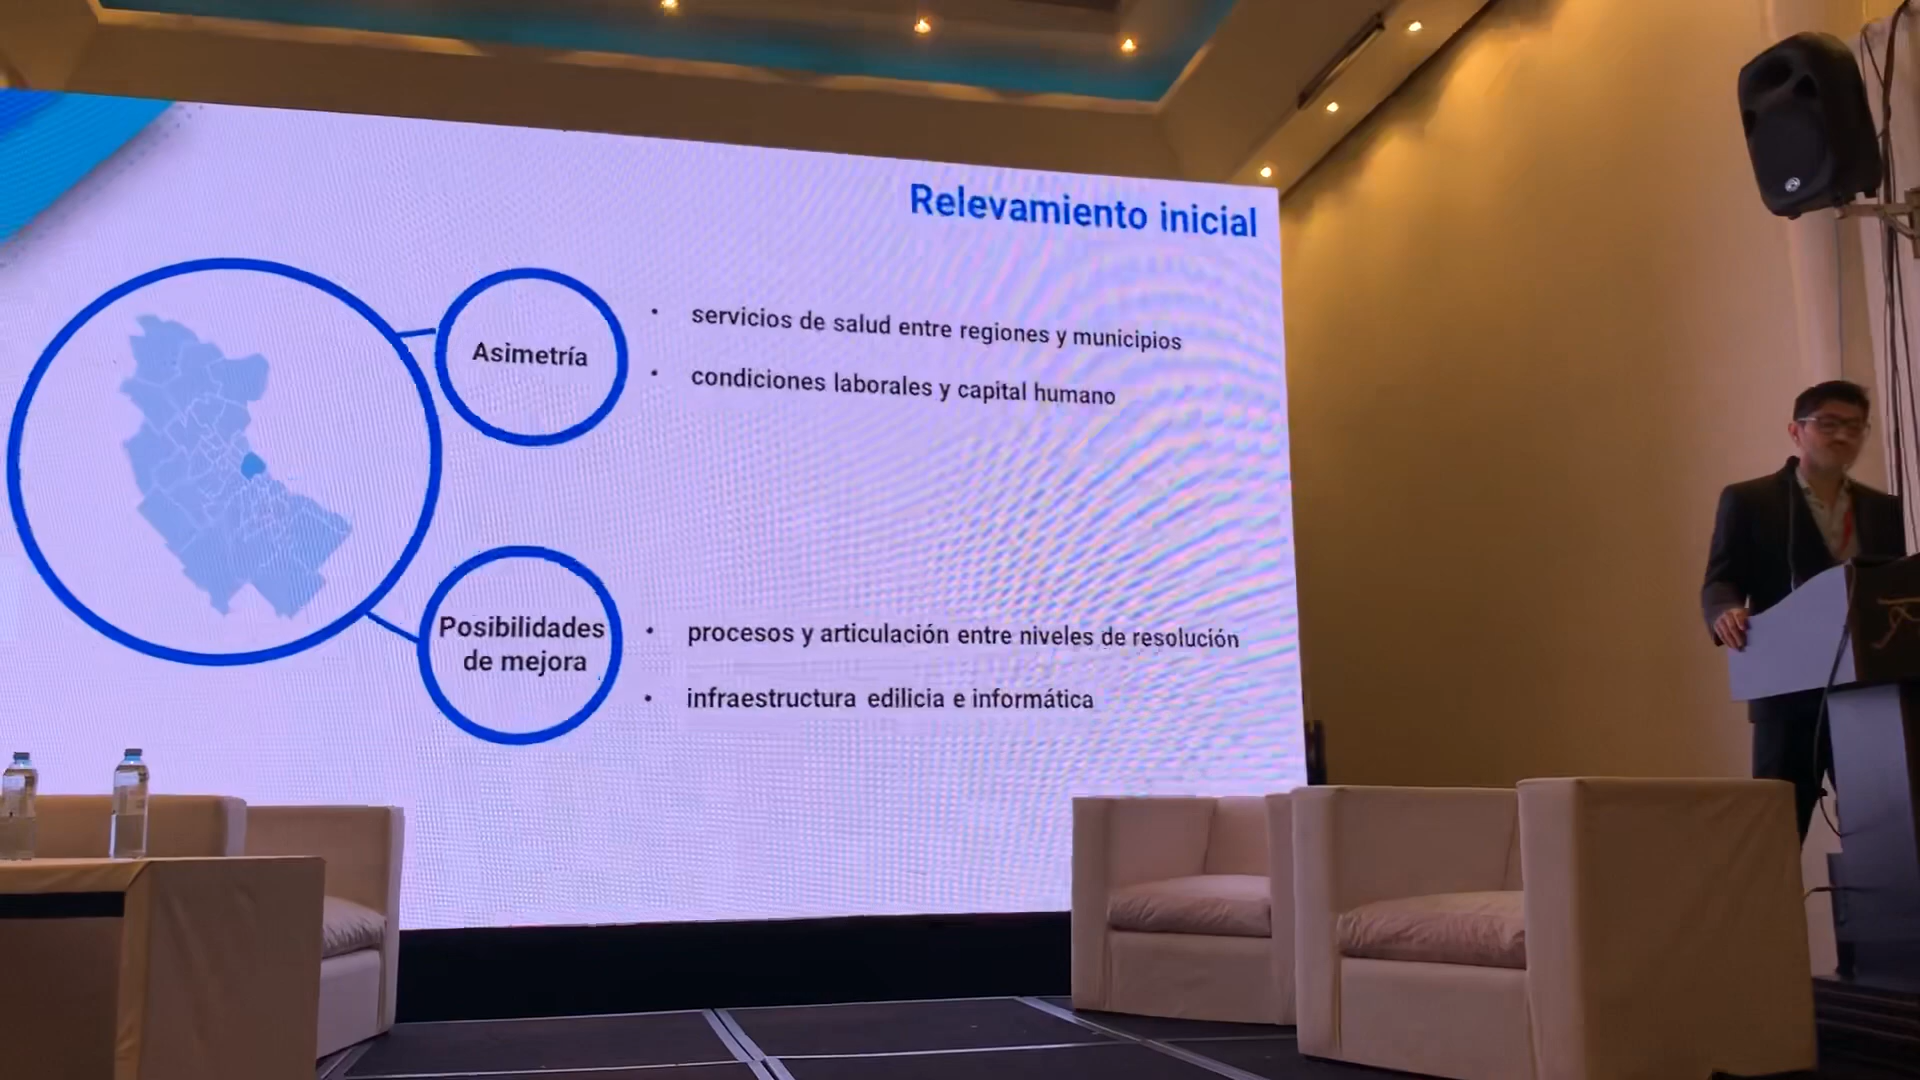 Relevamiento inicial
Asimetría
• servicios de salud entre regiones y municipios
• condiciones laborales y capital humano
Posibilidades
de mejora
• procesos y articulación entre niveles de resolución
• infraestructura edilicia e informática